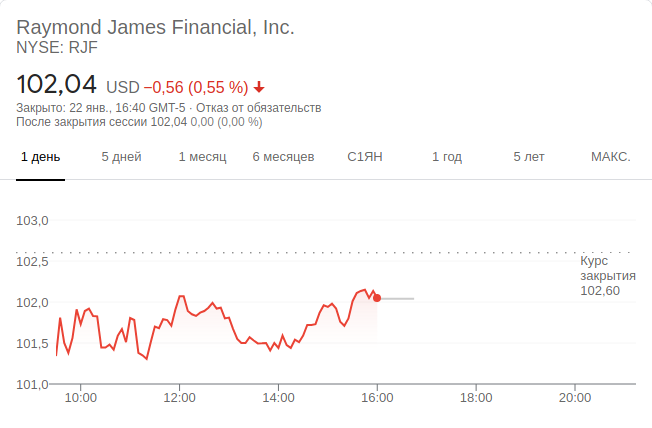 Raymond James Financial, Inc.
NYSE: RJF
102,04 USD −0,56 (0,55 %)
Закрыто: 22 янв., 16:40 GMT-5 · Отказ от обязательств
После закрытия сессии 102,04 0,00 (0,00 %)
1 день 5 дней 1 месяц 6 месяцев С1ЯН 1 год 5 лет МАКС.
103,0
102,5
Курс
закрытия
102,60
102,0
101,5
101,0
10:00 12:00 14:00 16:00 18:00 20:00